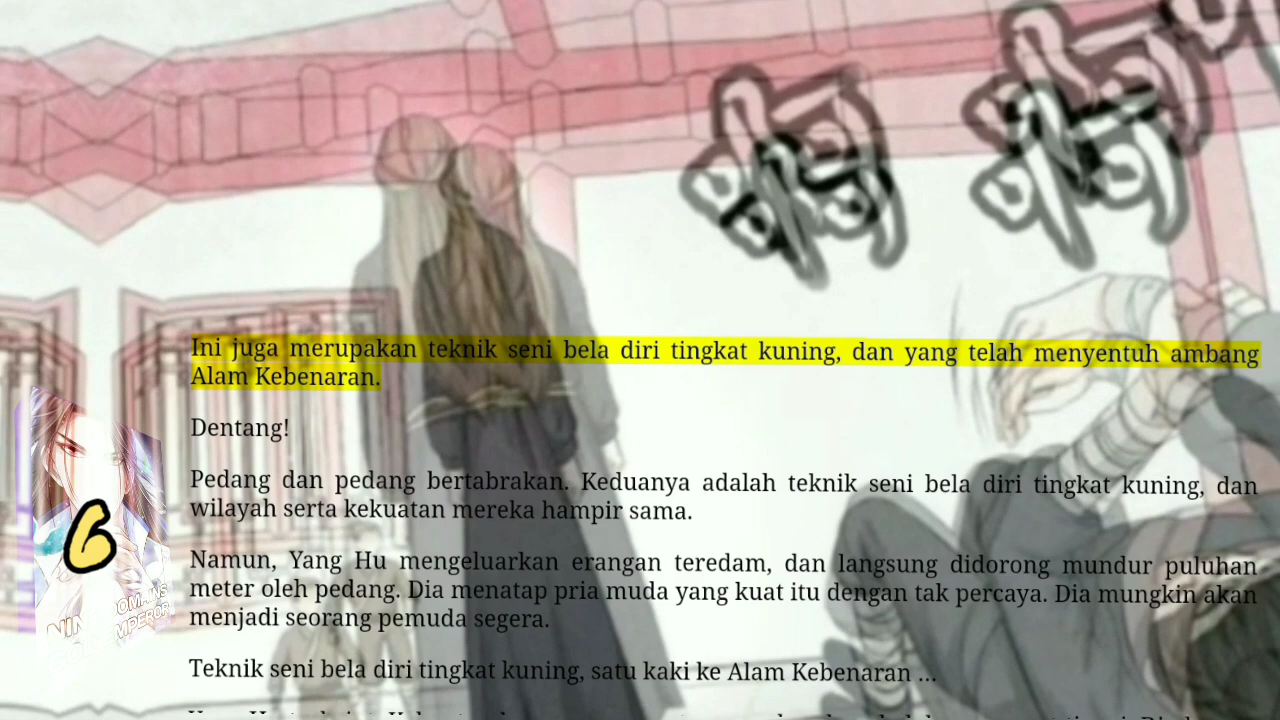 Ini juga merupakan teknik seni bela diri tingkat kuning, dan yang telah menyentuh ambang
Alam Kebenaran.
Dentang!
Pedang dan pedang bertabrakan. Keduanya adalah teknik seni bela diri tingkat kuning, dan
wilayah serta kekuatan mereka hampir sama.
Namun, Yang Hu mengeluarkan erangan teredam, dan langsung didorong mundur puluhan
meter oleh pedang. Dia menatap pria muda yang kuat itu dengan tak percaya. Dia mungkin akan
menjadi seorang pemuda segera.
Teknik seni bela diri tingkat kuning, satu kaki ke Alam Kebenaran ...
6